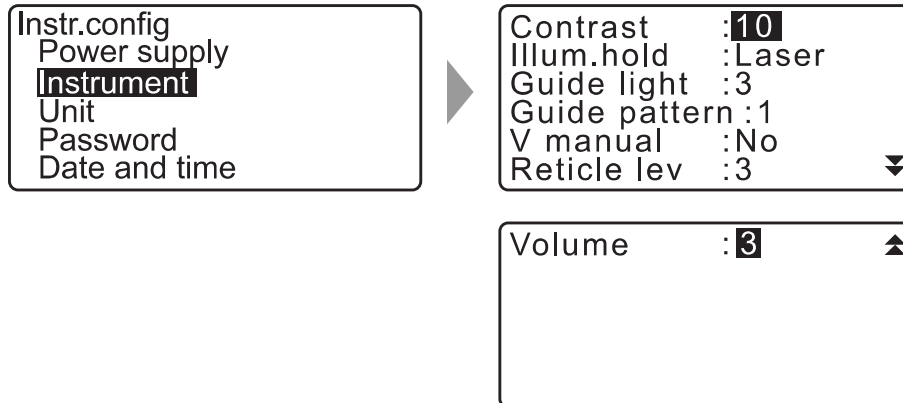 Instr.config
Power supply
Instrument
Unit
Password
Date and time
Contrast :10
Illum.hold :Laser
Guide light :3
Guide pattern :1
V manual :No
Reticle lev :3
Volume :3